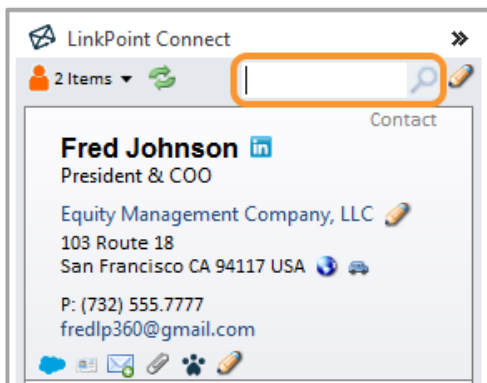 LinkPoint Connect
2 Items
Contact
Fred Johnson in
President & COO
Equity Management Company, LLC
103 Route 18
San Francisco CA 94117 USA
P: (732) 555.7777
fredlp360@gmail.com